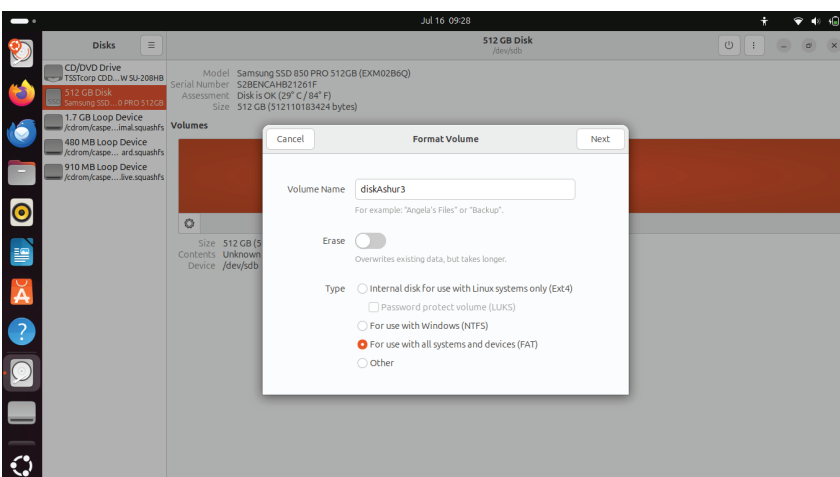 Jul 16 09:28
Disks
512 GB Disk
/dev/sdb
CD/DVD Drive
TSSTcorp CDD...W SU-208HB
512 GB Disk
Samsung SSD...0 PRO 512GB
1.7 GB Loop Device
/cdrom/caspe...imal.squashfs
480 MB Loop Device
/cdrom/caspe... ard.squashfs
910 MB Loop Device
/cdrom/caspe....live.squashfs
Model Samsung SSD 850 PRO 512GB (EXM02B6Q)
Serial Number S2BENCAHB21261F
Assessment Disk is OK (29° C / 84° F)
Size 512 GB (512110183424 bytes)
Volumes
Size 512 GB (5
Contents Unknown
Device /dev/sdb
Cancel
Format Volume
Next
Volume Name diskAshur3
For example: "Angela's Files" or "Backup".
Erase
Overwrites existing data, but takes longer.
Type Internal disk for use with Linux systems only (Ext4)
Password protect volume (LUKS)
For use with Windows (NTFS)
For use with all systems and devices (FAT)
Other